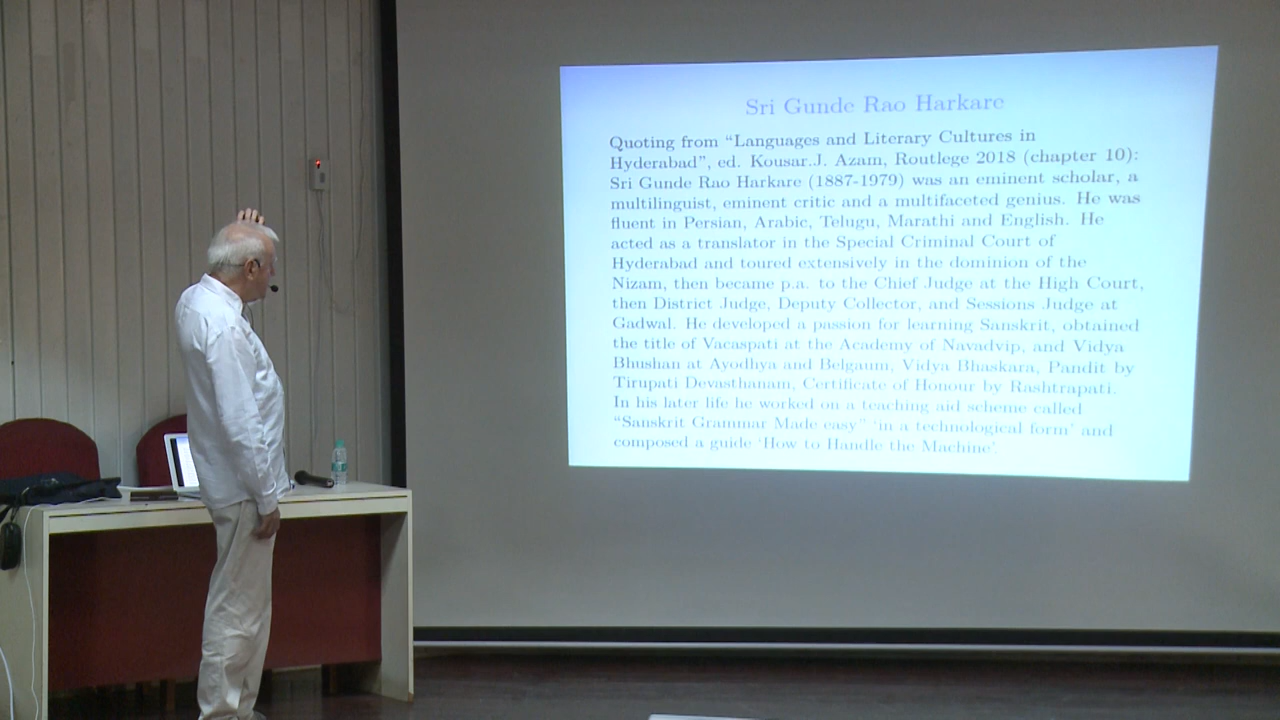 Sri Gunde Rao Harkare
Quoting from “Languages and Literary Cultures in
Hyderabad”, ed. Kousar.J. Azam, Routlege 2018 (chapter 10):
Sri Gunde Rao Harkare (1887-1979) was an eminent scholar, a
multilinguist, eminent critic and a multifaceted genius. He was
fluent in Persian, Arabic, Telugu, Marathi and English. He
acted as a translator in the Special Criminal Court of
Hyderabad and toured extensively in the dominion of the
Nizam, then became p.a. to the Chief Judge at the High Court,
then District Judge, Deputy Collector, and Sessions Judge at
Gadwal. He developed a passion for learning Sanskrit, obtained
the title of Vacaspati at the Academy of Navadvip, and Vidya
Bhushan at Ayodhya and Belgaum, Vidya Bhaskara, Pandit by
Tirupati Devasthanam, Certificate of Honour by Rashtrapati.
In his later life he worked on a teaching aid scheme called
“Sanskrit Grammar Made easy” ‘in a technological form’ and
composed a guide ‘How to Handle the Machine’.